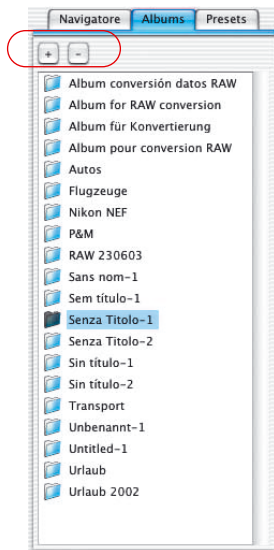 Navigatore Albums Presets
+ -
Album conversión datos RAW
Album for RAW conversion
Album für Konvertierung
Album pour conversion RAW
Autos
Flugzeuge
Nikon NEF
P&M
RAW 230603
Sans nom-1
Sem título-1
Senza Titolo-1
Senza Titolo-2
Sin título-1
Sin título-2
Transport
Unbenannt-1
Untitled-1
Urlaub
Urlaub 2002